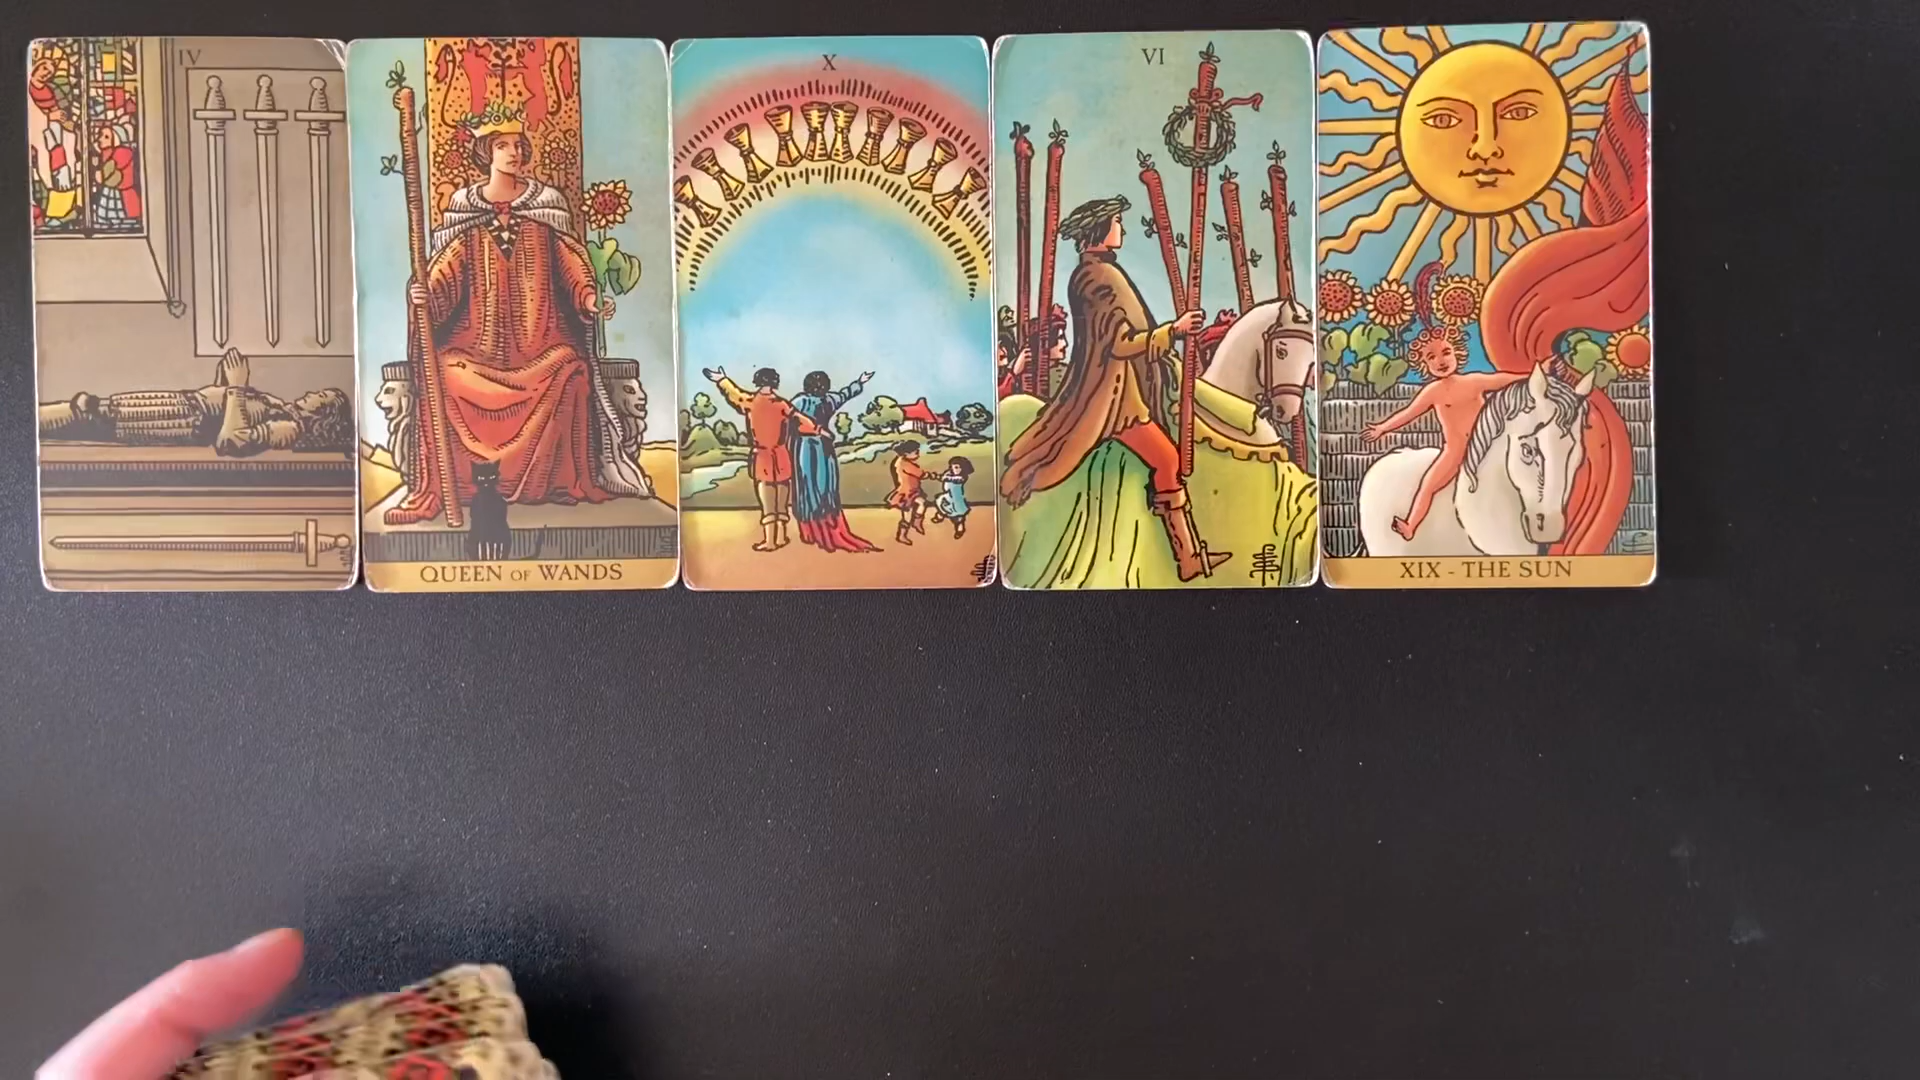 IV
X
VI
QUEEN OF WANDS
XIX - THE SUN